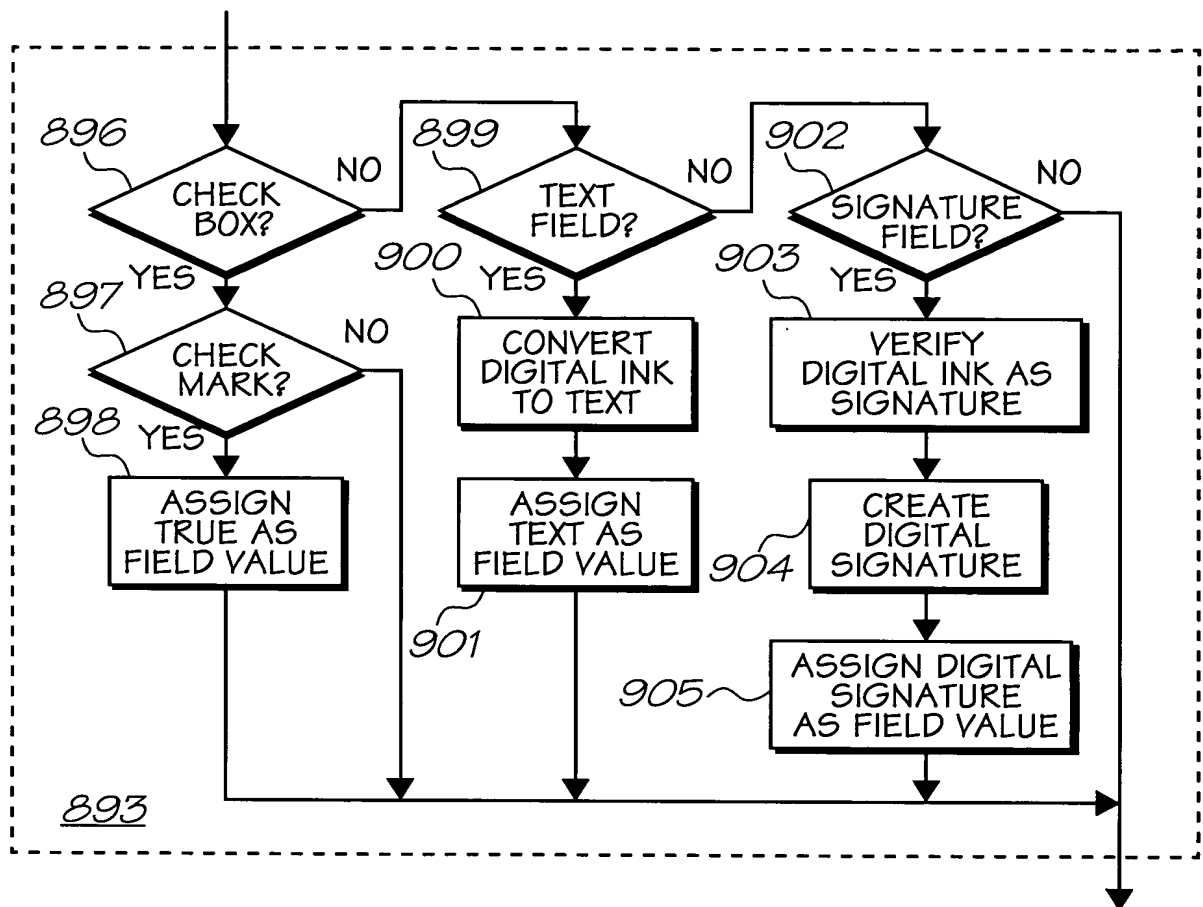 896
CHECK
BOX?
NO
YES
899
TEXT
FIELD?
NO
YES
902
SIGNATURE
FIELD?
NO
YES
897
CHECK
MARK?
NO
YES
900
CONVERT
DIGITAL INK
TO TEXT
903
VERIFY
DIGITAL INK AS
SIGNATURE
898
ASSIGN
TRUE AS
FIELD VALUE
ASSIGN
TEXT AS
FIELD VALUE
901
CREATE
DIGITAL
SIGNATURE
904
ASSIGN DIGITAL
SIGNATURE
AS FIELD VALUE
905
893